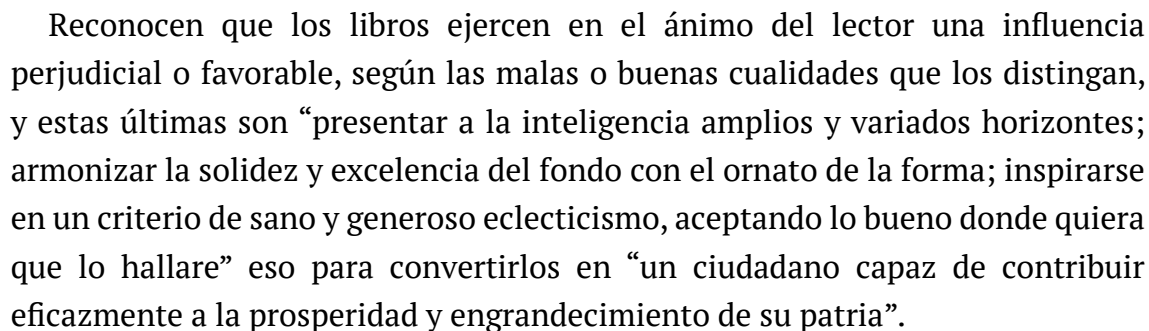 Reconocen que los libros ejercen en el ánimo del lector una influencia
perjudicial o favorable, según las malas o buenas cualidades que los distingan,
y estas últimas son “presentar a la inteligencia amplios y variados horizontes;
armonizar la solidez y excelencia del fondo con el ornato de la forma; inspirarse
en un criterio de sano y generoso eclecticismo, aceptando lo bueno donde quiera
que lo hallare” eso para convertirlos en “un ciudadano capaz de contribuir
eficazmente a la prosperidad y engrandecimiento de su patria”.